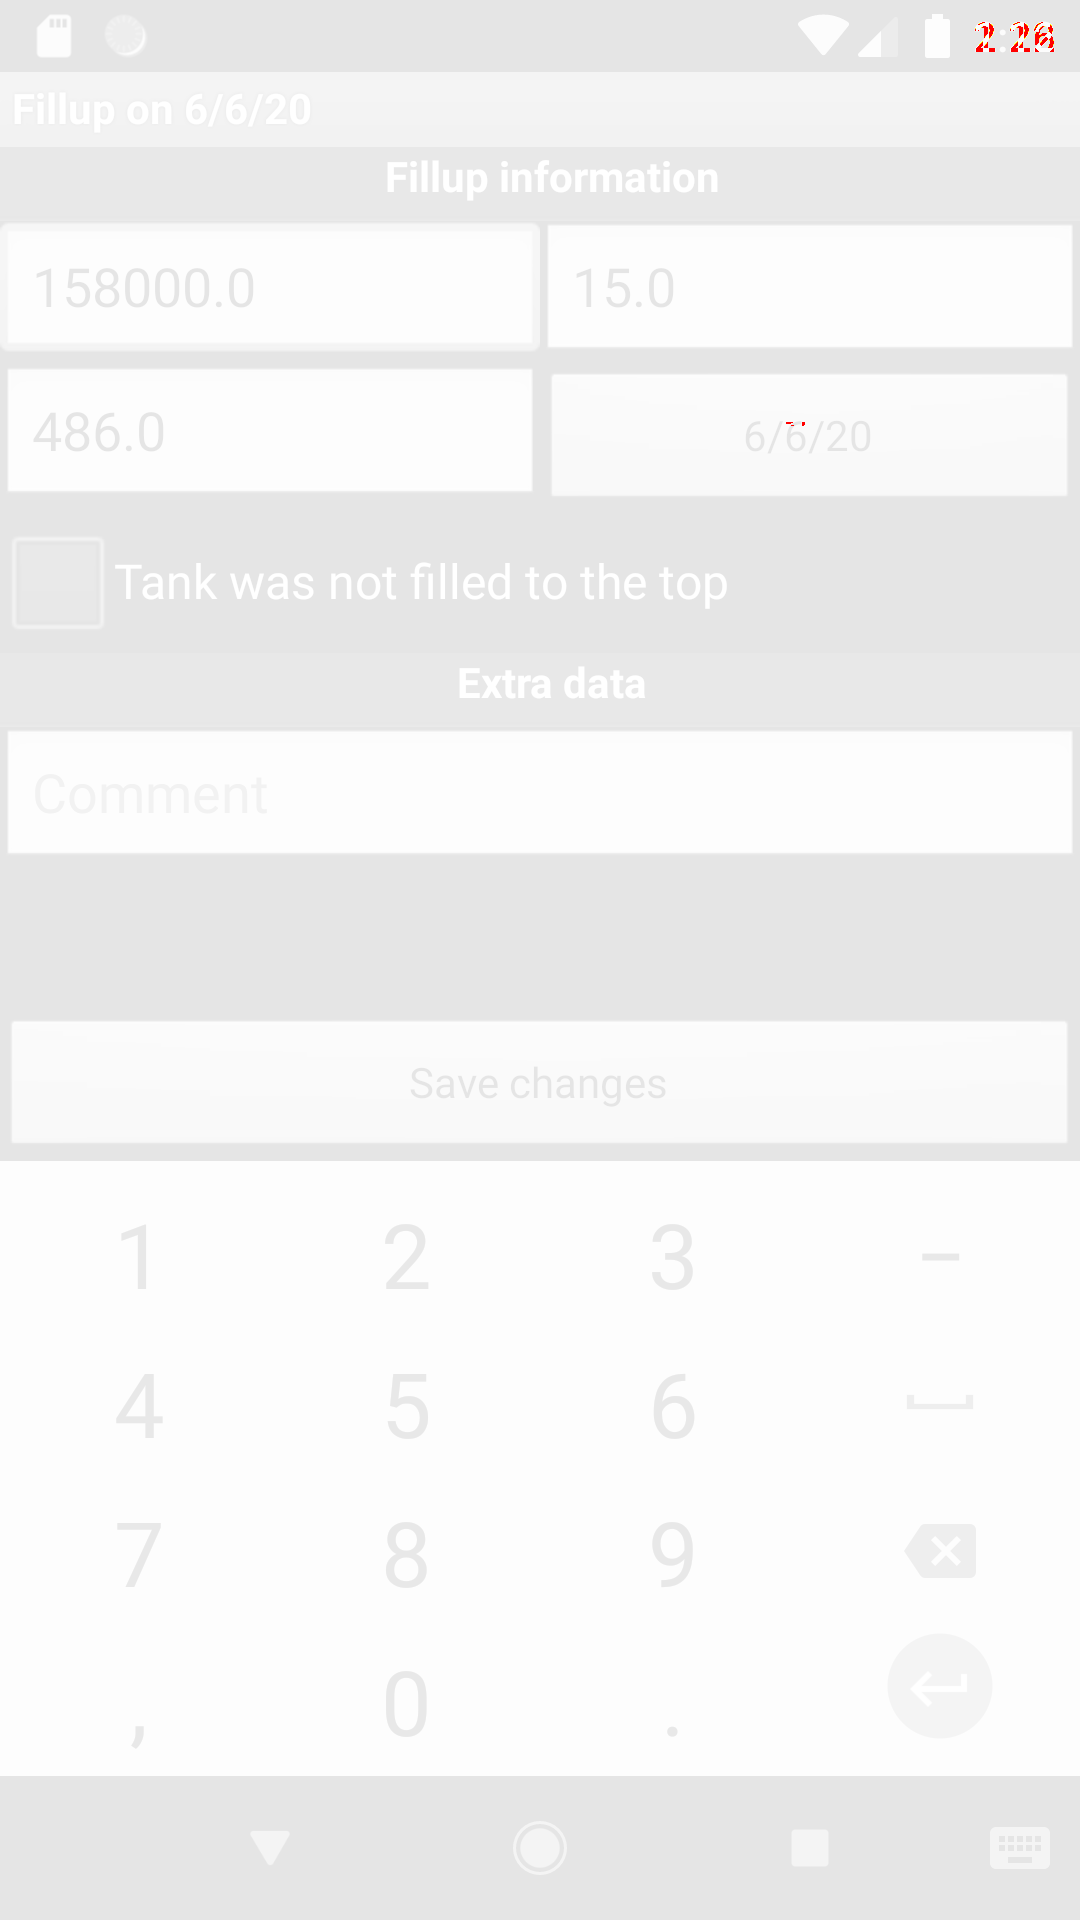 Fillup on 6/6/20
Fillup information
158000.0 15.0
486.0 6/6/20
Tank was not filled to the top
Extra data
Comment
Save changes
1 2 3 –
4 5 6
7 8 9
, 0 .